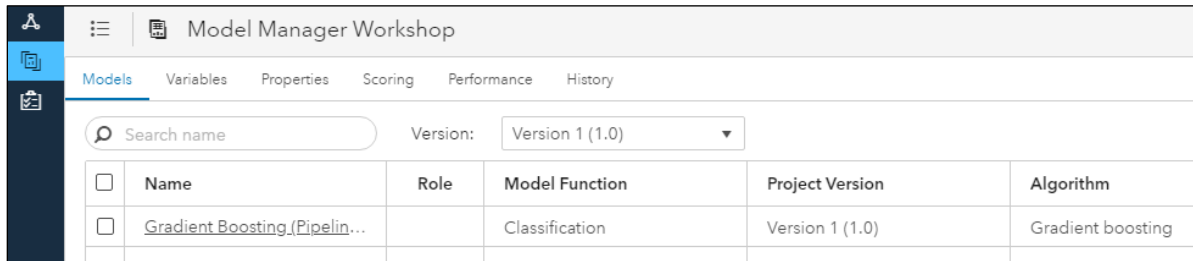 Model Manager Workshop
Models Variables Properties Scoring Performance History
Search name Version: Version 1 (1.0)
Name Role Model Function Project Version Algorithm
Gradient Boosting (Pipelin... Classification Version 1 (1.0) Gradient boosting